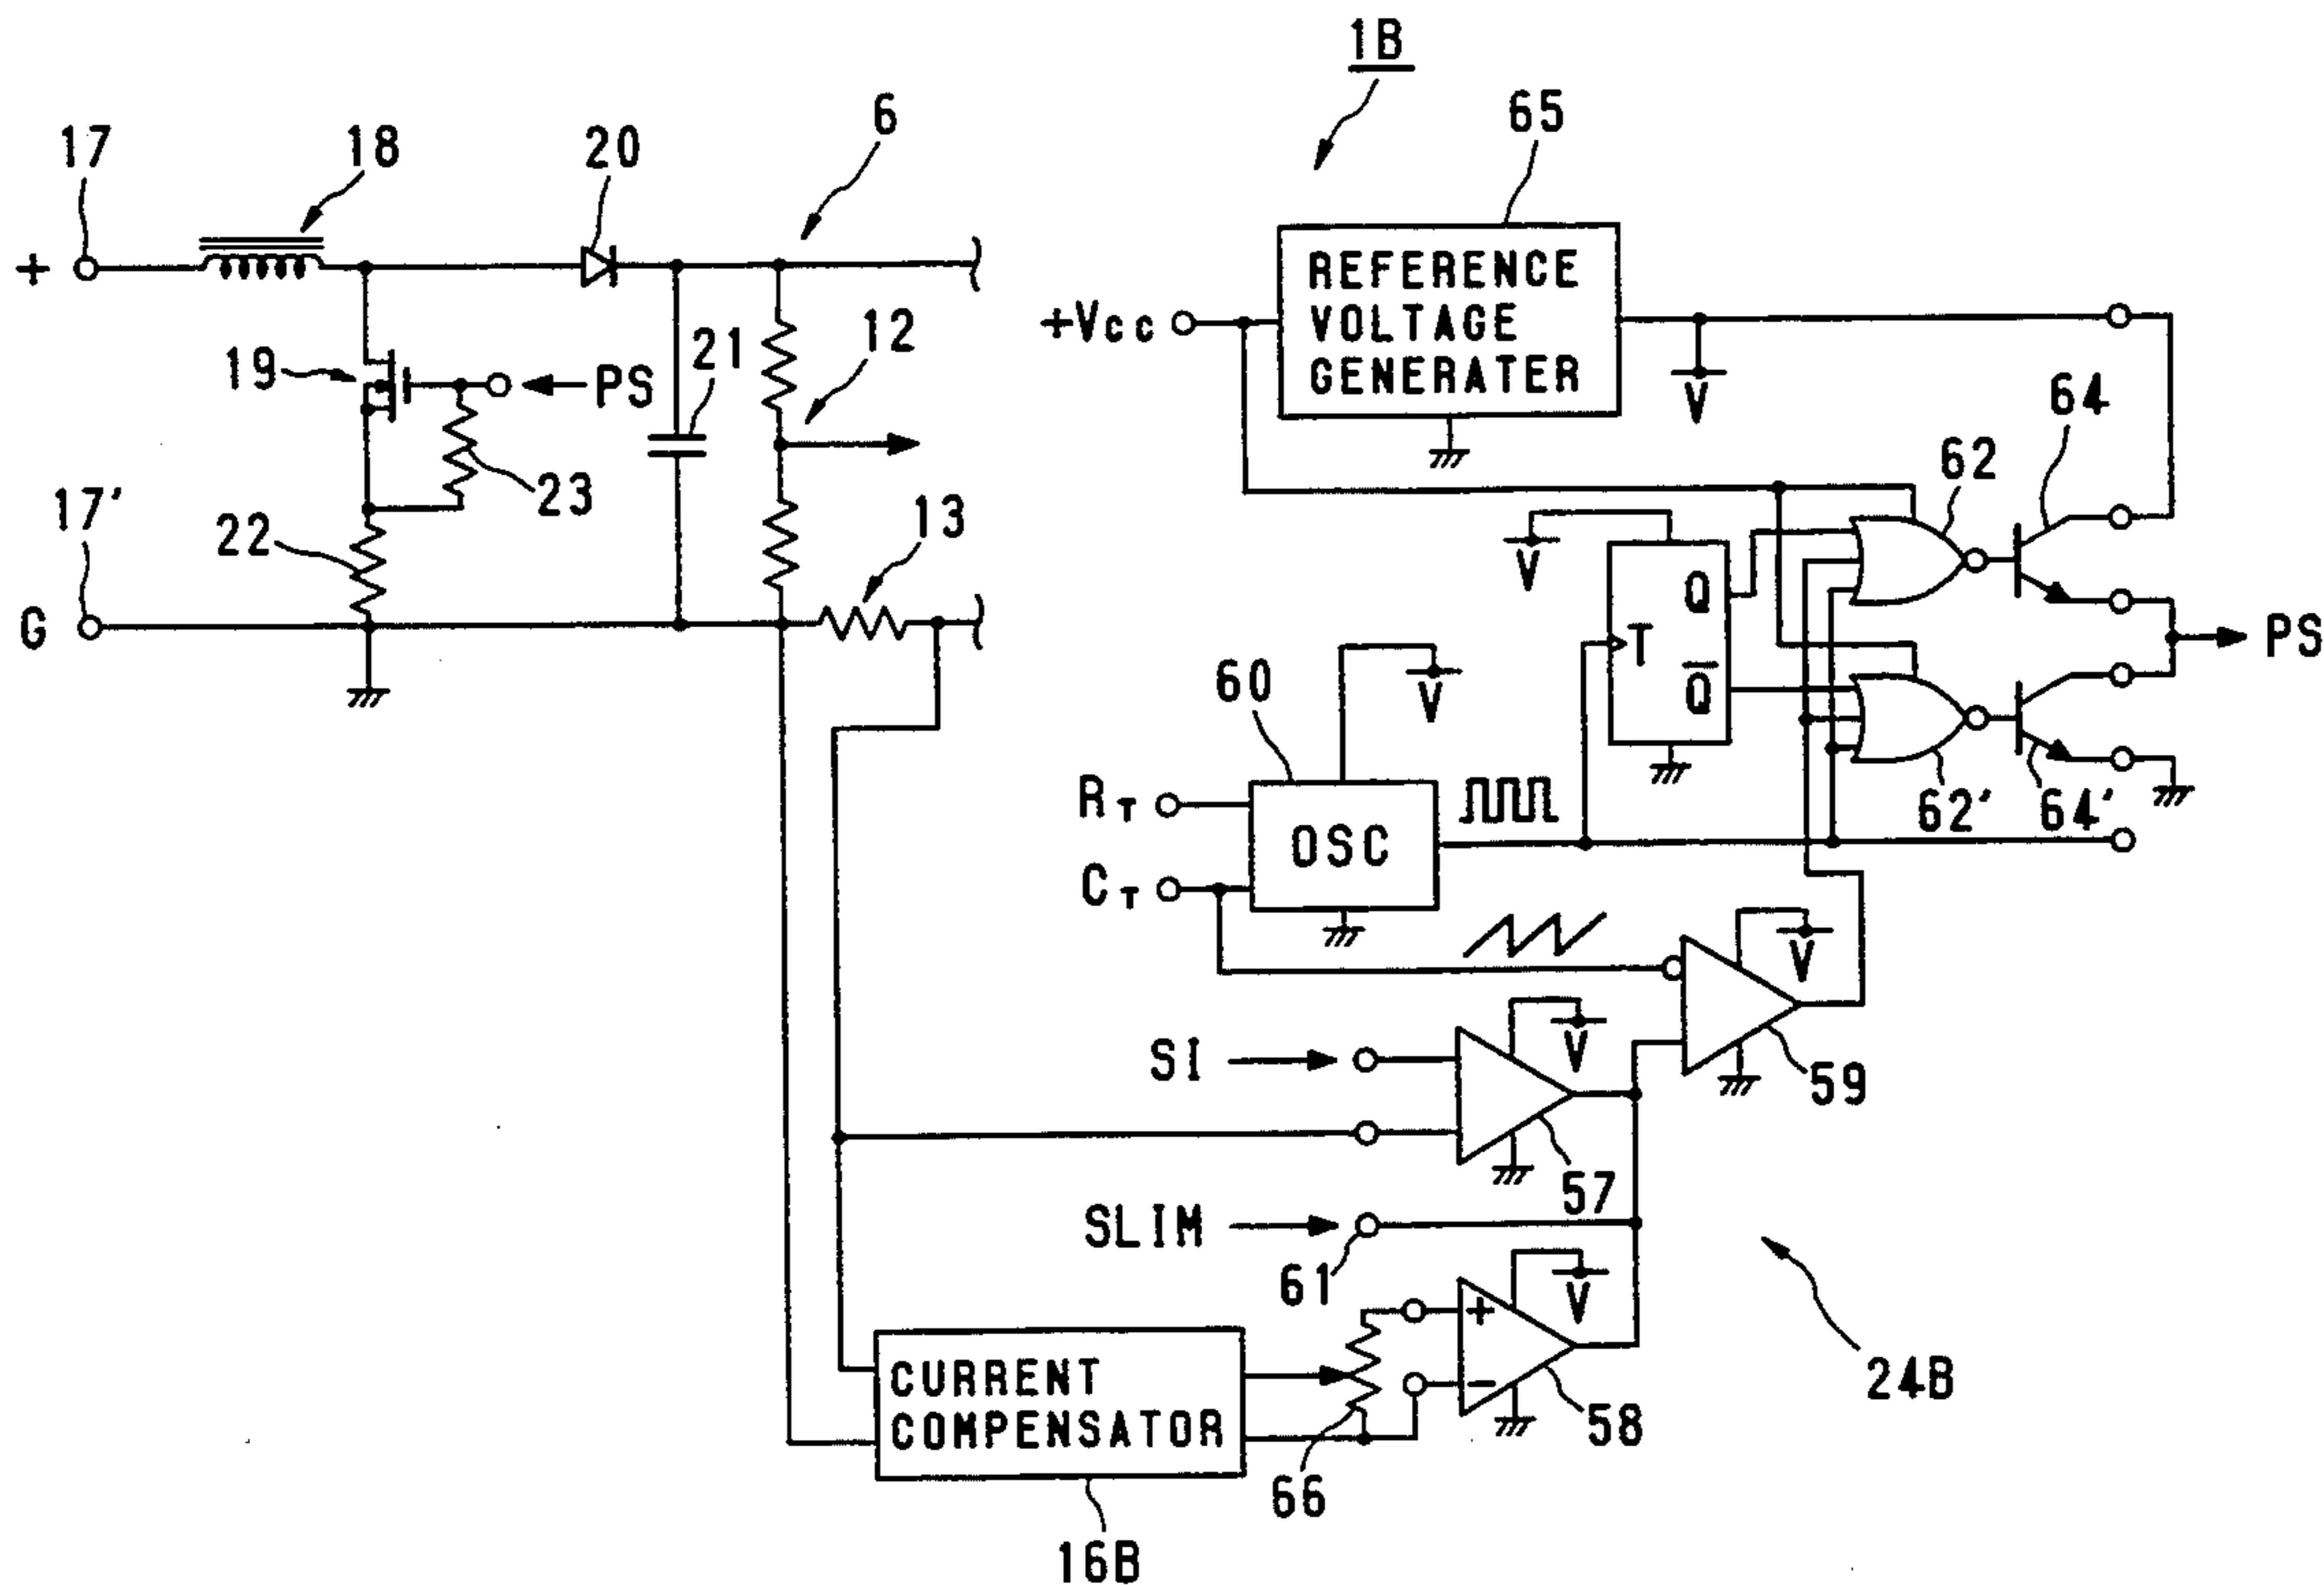 1B
65
17
18
20
6
+
REFERENCE
VOLTAGE
GENERATER
+Vcc
V
12
21
19
PS
64
62
23
17'
22
13
V
Q
T
Q̅
G
PS
60
V
RT
OSC
CT
62'
64'
V
59
SI
V
57
SLIM
61
V
+
−
58
24B
CURRENT
COMPENSATOR
66
16B